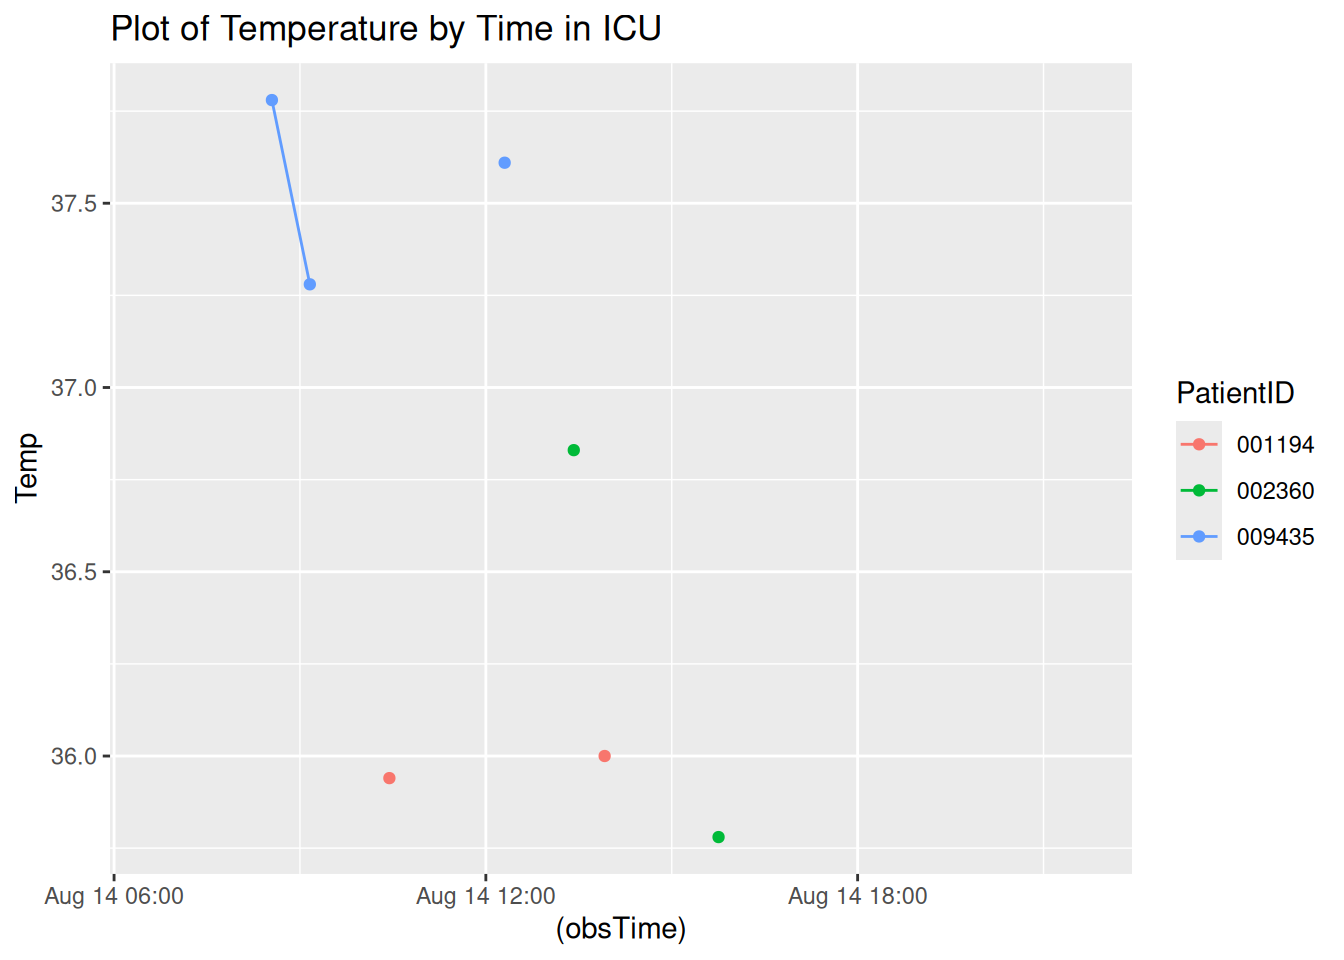 Plot of Temperature by Time in ICU
37.5
37.0
36.5
36.0
Temp
Aug 14 06:00
Aug 14 12:00
Aug 14 18:00
(obsTime)
PatientID
001194
002360
009435